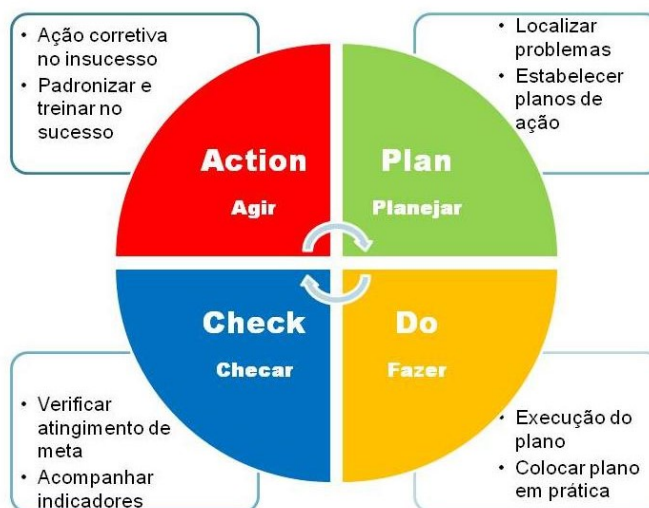 • Ação corretiva
no insucesso
• Padronizar e
treinar no
sucesso
• Localizar
problemas
• Estabelecer
planos de
ação
Action
Agir
Plan
Planejar
Check
Checar
Do
Fazer
• Verificar
atingimento de
meta
• Acompanhar
indicadores
• Execução do
plano
• Colocar plano
em prática